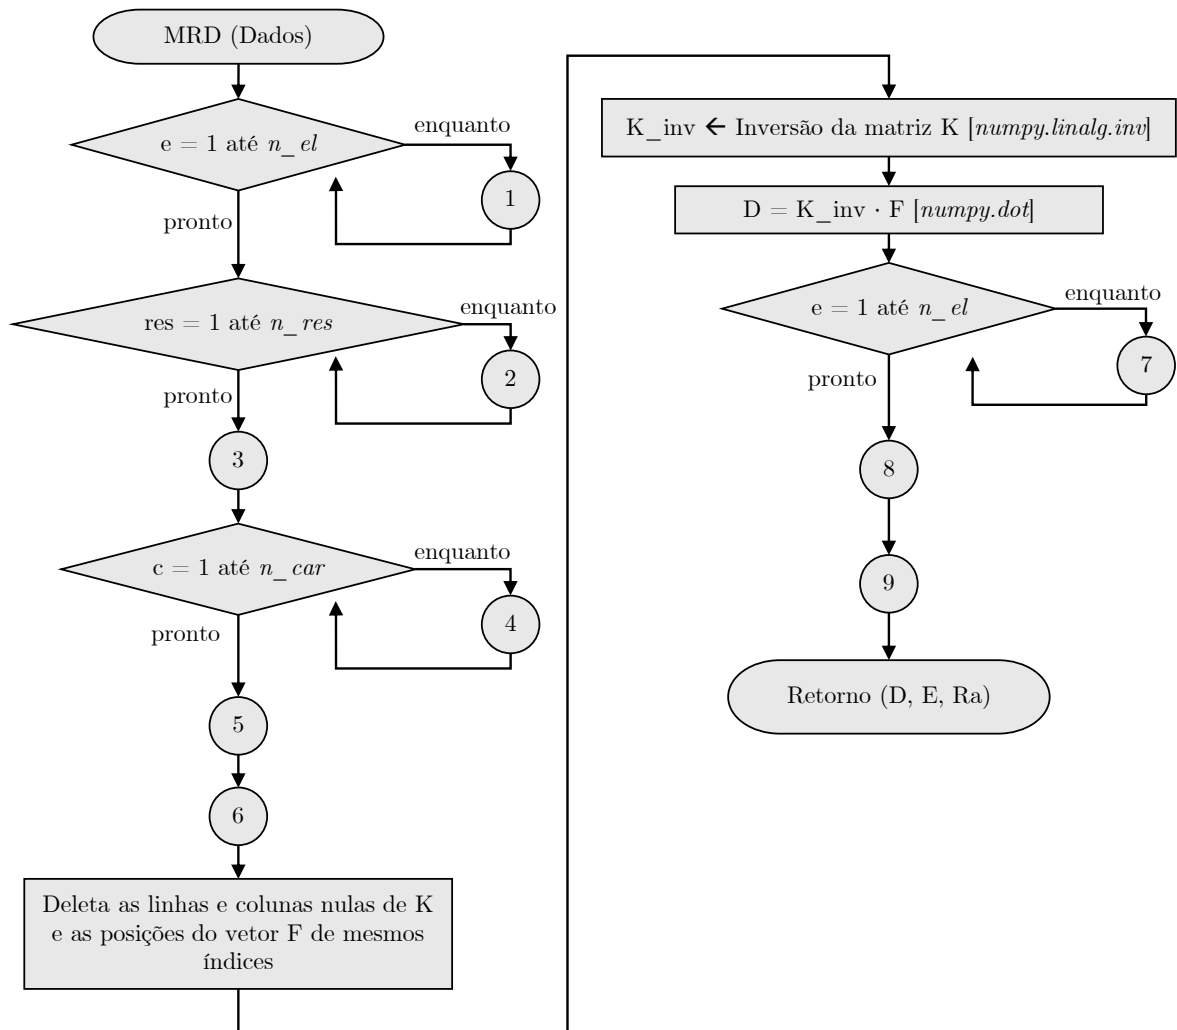 MRD (Dados)
e = 1 até n_el
enquanto
1
pronto
res = 1 até n_res
enquanto
2
pronto
3
c = 1 até n_car
enquanto
4
pronto
5
6
Deleta as linhas e colunas nulas de K
e as posições do vetor F de mesmos
índices
K_inv ← Inversão da matriz K [numpy.linalg.inv]
D = K_inv · F [numpy.dot]
e = 1 até n_el
enquanto
7
pronto
8
9
Retorno (D, E, Ra)